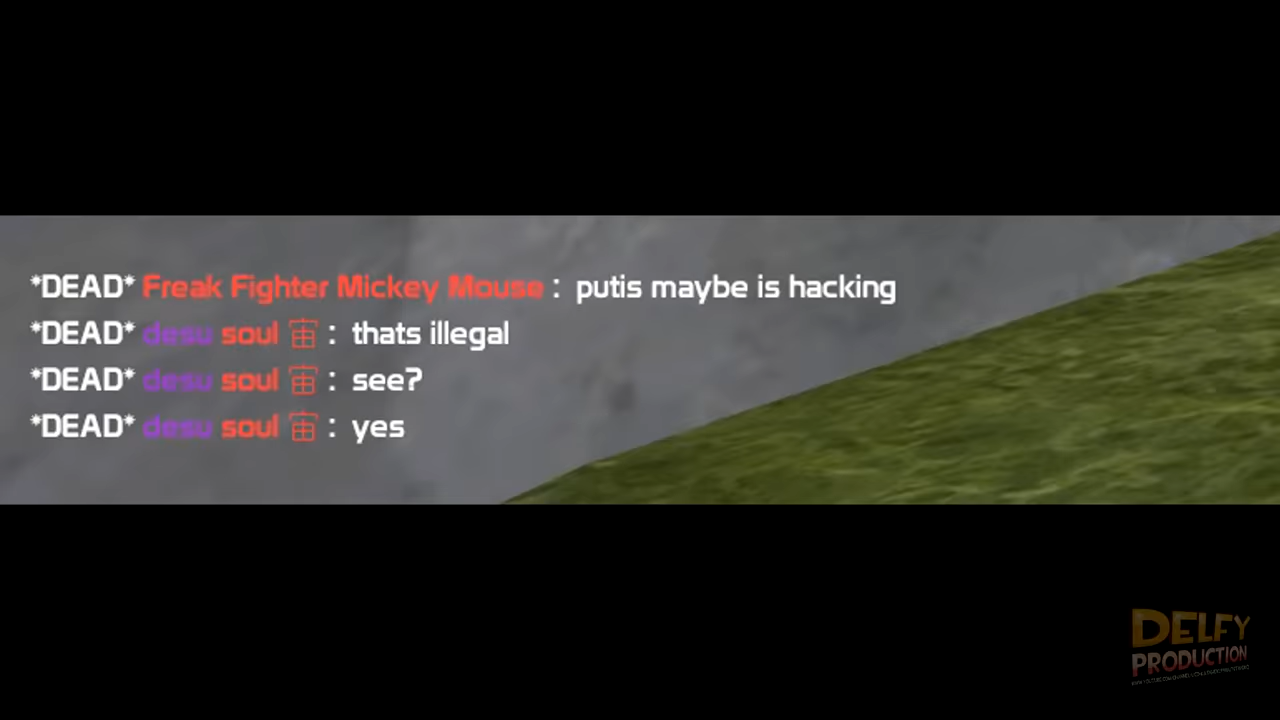 *DEAD* Freak Fighter Mickey Mouse : putis maybe is hacking
*DEAD* desu soul 宙 : thats illegal
*DEAD* desu soul 宙 : see?
*DEAD* desu soul 宙 : yes
DELFY
PRODUCTION